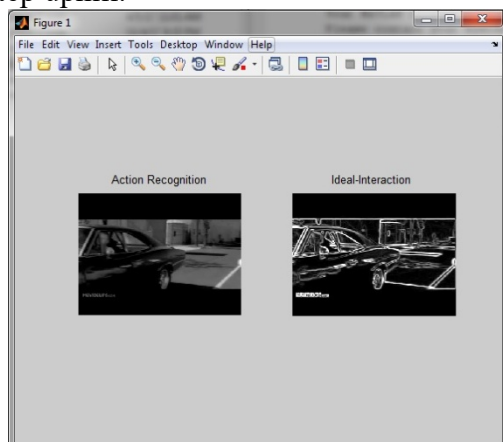 Figure 1
File Edit View Insert Tools Desktop Window Help
Action Recognition
Ideal-Interaction